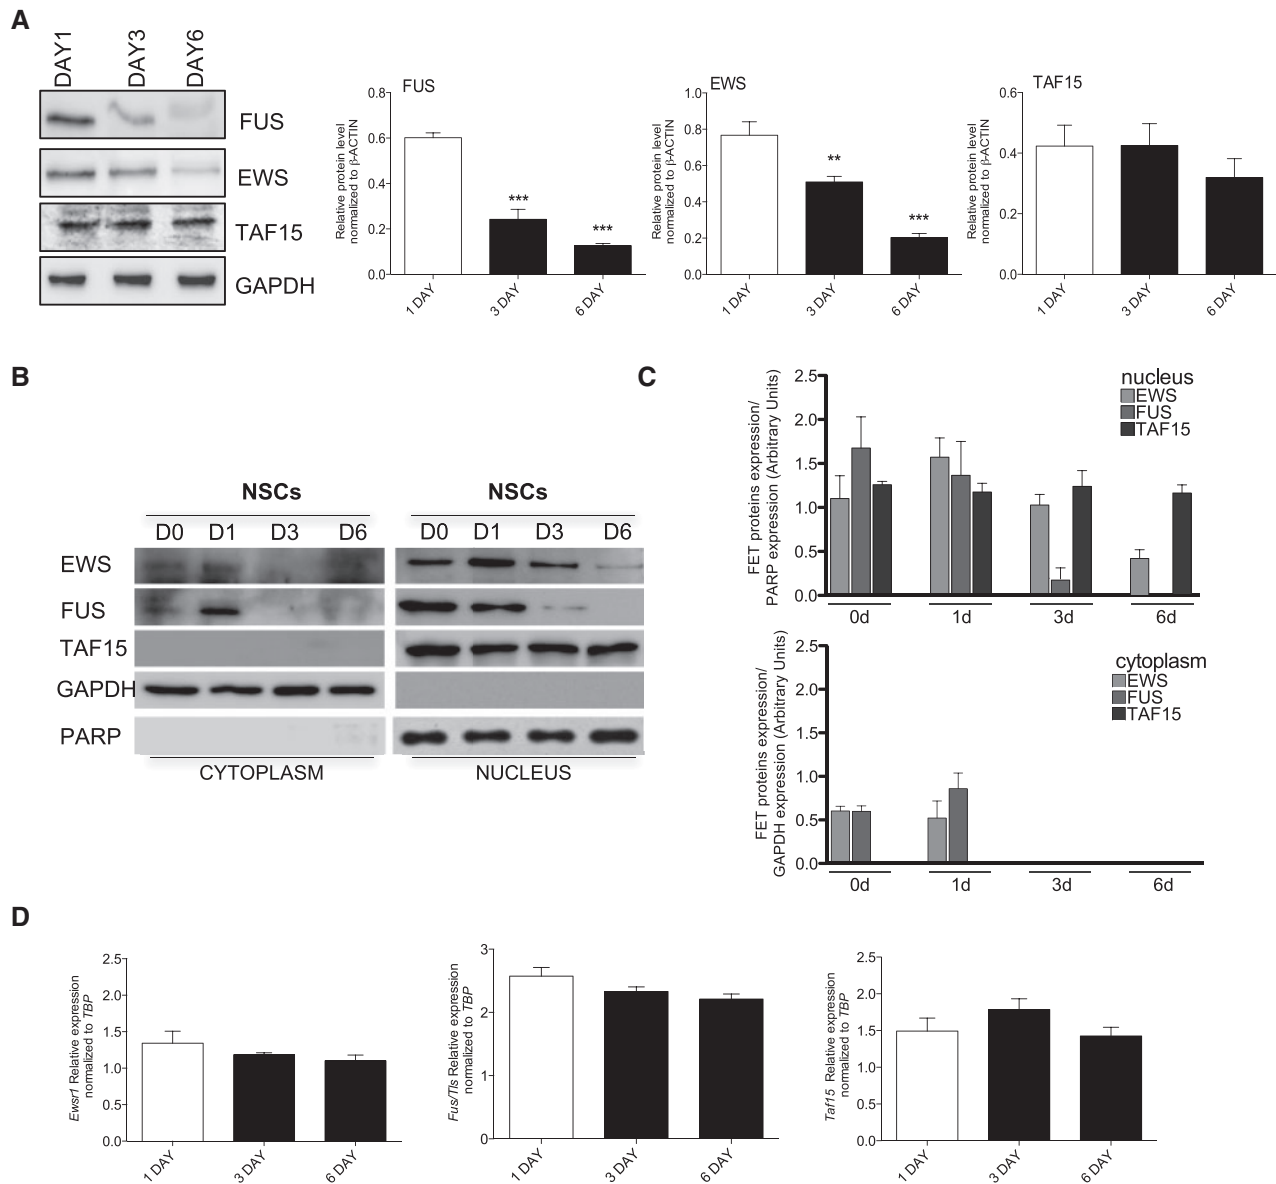 A
DAY1
DAY3
DAY6
FUS
EWS
TAF15
GAPDH
FUS
Relative protein level
normalized to β-ACTIN
0.8
0.6
0.4
0.2
0.0
***
***
1 DAY
3 DAY
6 DAY
EWS
Relative protein level
normalized to β-ACTIN
1.0
0.8
0.6
0.4
0.2
0.0
**
***
1 DAY
3 DAY
6 DAY
TAF15
Relative protein level
normalized to β-ACTIN
0.6
0.4
0.2
0.0
1 DAY
3 DAY
6 DAY
B
NSCs
NSCs
D0 D1 D3 D6
D0 D1 D3 D6
EWS
FUS
TAF15
GAPDH
PARP
CYTOPLASM
NUCLEUS
C
FET proteins expression/
PARP expression (Arbitrary Units)
2.5
2.0
1.5
1.0
0.5
0.0
nucleus
EWS
FUS
TAF15
0d 1d 3d 6d
FET proteins expression/
GAPDH expression (Arbitrary Units)
2.5
2.0
1.5
1.0
0.5
0.0
cytoplasm
EWS
FUS
TAF15
0d 1d 3d 6d
D
Ewsr1 Relative expression
normalized to TBP
2.5
2.0
1.5
1.0
0.5
0.0
1 DAY
3 DAY
6 DAY
Fus/Tls Relative expression
normalized to TBP
3
2
1
0
1 DAY
3 DAY
6 DAY
Taf15 Relative expression
normalized to TBP
2.5
2.0
1.5
1.0
0.5
0.0
1 DAY
3 DAY
6 DAY